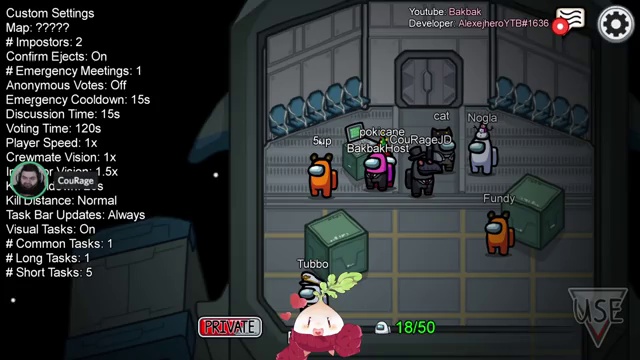 Custom Settings
Map: ?????
# Impostors: 2
Confirm Ejects: On
# Emergency Meetings: 1
Anonymous Votes: Off
Emergency Cooldown: 15s
Discussion Time: 15s
Voting Time: 120s
Player Speed: 1x
Crewmate Vision: 1x
1.5x
CouRage
Kill Distance: Normal
Task Bar Updates: Always
Visual Tasks: On
# Common Tasks: 1
# Long Tasks: 1
# Short Tasks: 5
Youtube: Bakbak
Developer: AlexejheroYTB#1636
cat
Nogla
pokicane
5up
CouRageJD
BakbakHost
Fundy
Tubbo
PRIVATE
18/50
USE